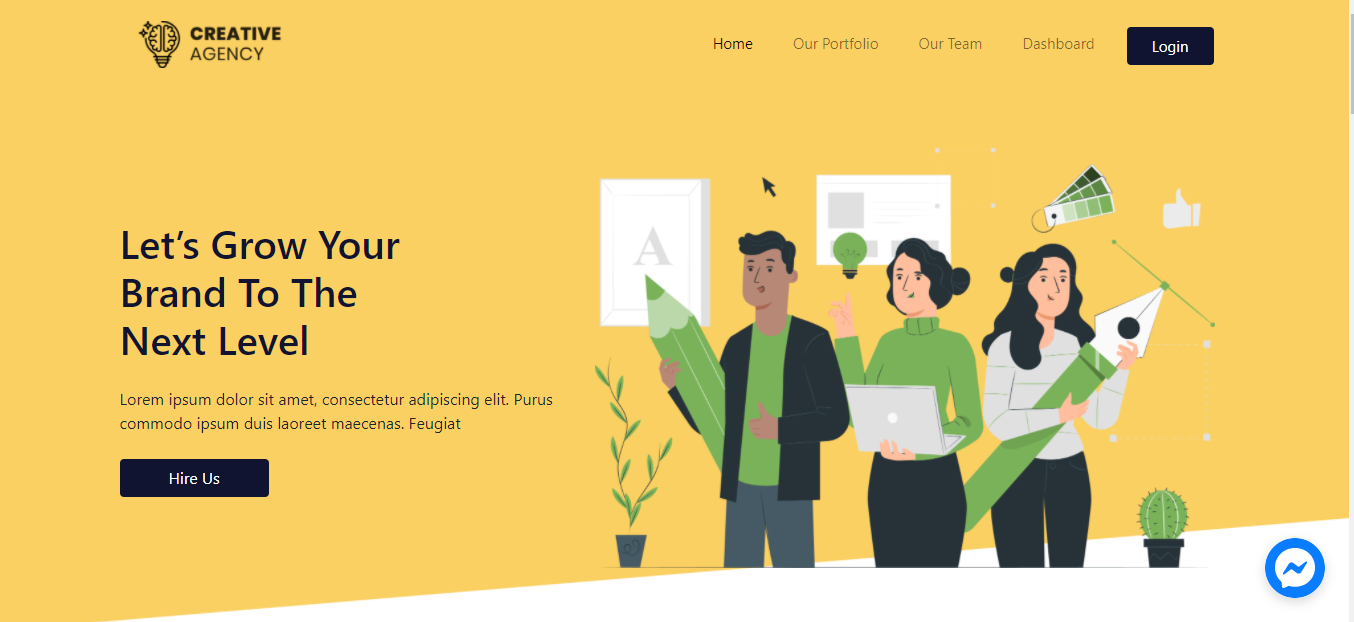 CREATIVE
AGENCY
Home
Our Portfolio
Our Team
Dashboard
Login
A
Let’s Grow Your
Brand To The
Next Level
Lorem ipsum dolor sit amet, consectetur adipiscing elit. Purus
commodo ipsum duis laoreet maecenas. Feugiat
Hire Us